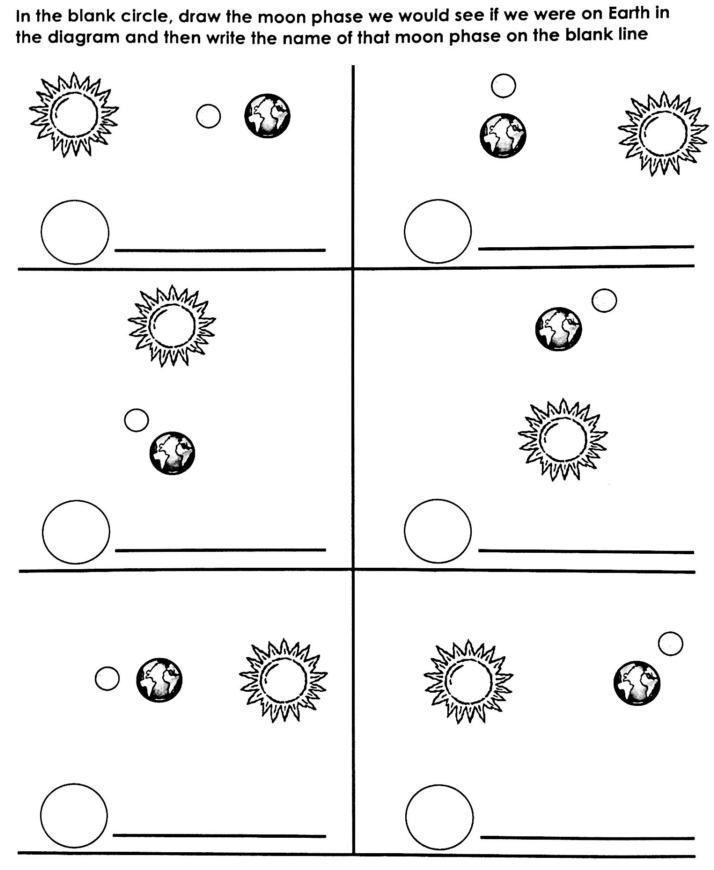 In the blank circle, draw the moon phase we would see if we were on Earth in
the diagram and then write the name of that moon phase on the blank line